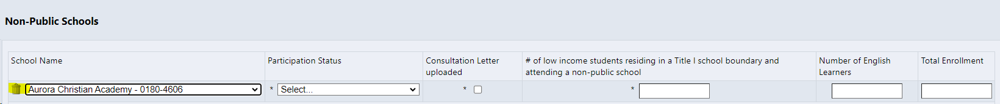 Non-Public Schools
School Name
Participation Status
Consultation Letter
uploaded
# of low income students residing in a Title I school boundary and
attending a non-public school
Number of English
Learners
Total Enrollment
Aurora Christian Academy - 0180-4606
* Select...
*
*